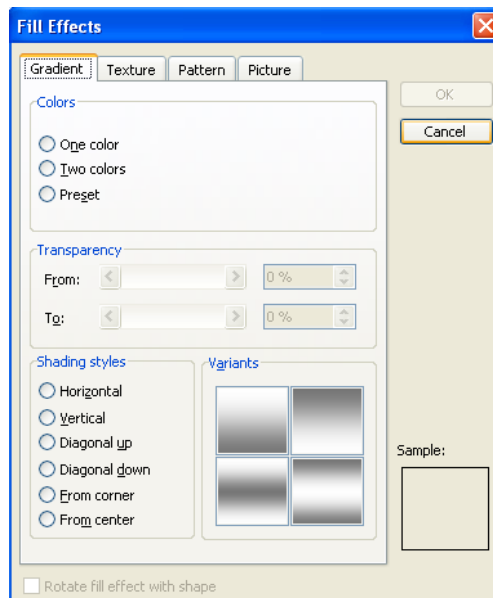 Fill Effects
Gradient
Texture
Pattern
Picture
OK
Cancel
Colors
One color
Two colors
Preset
Transparency
From:
0 %
To:
0 %
Shading styles
Horizontal
Vertical
Diagonal up
Diagonal down
From corner
From center
Variants
Sample:
Rotate fill effect with shape